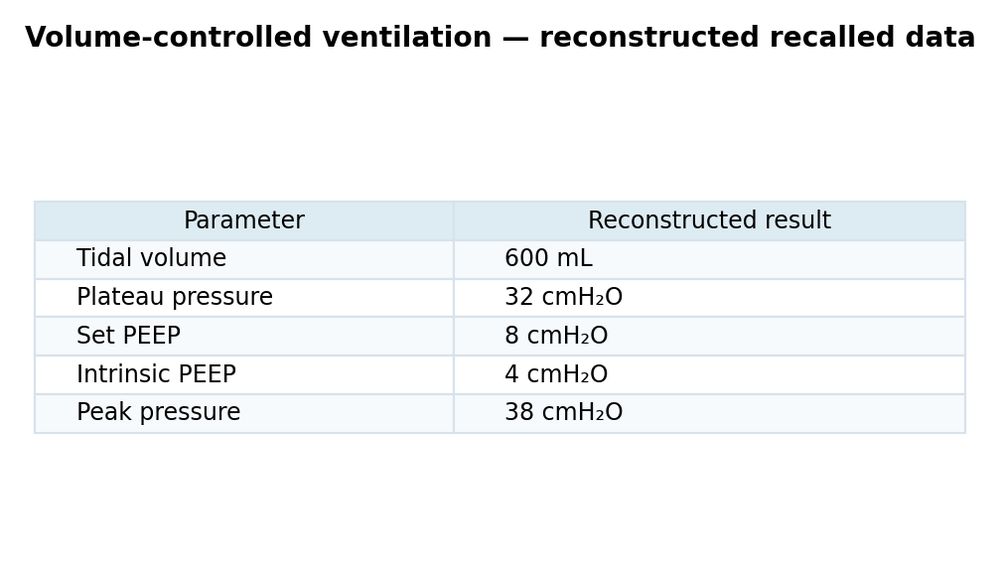 Volume-controlled ventilation — reconstructed recalled data
Parameter Reconstructed result
Tidal volume 600 mL
Plateau pressure 32 cmH₂O
Set PEEP 8 cmH₂O
Intrinsic PEEP 4 cmH₂O
Peak pressure 38 cmH₂O